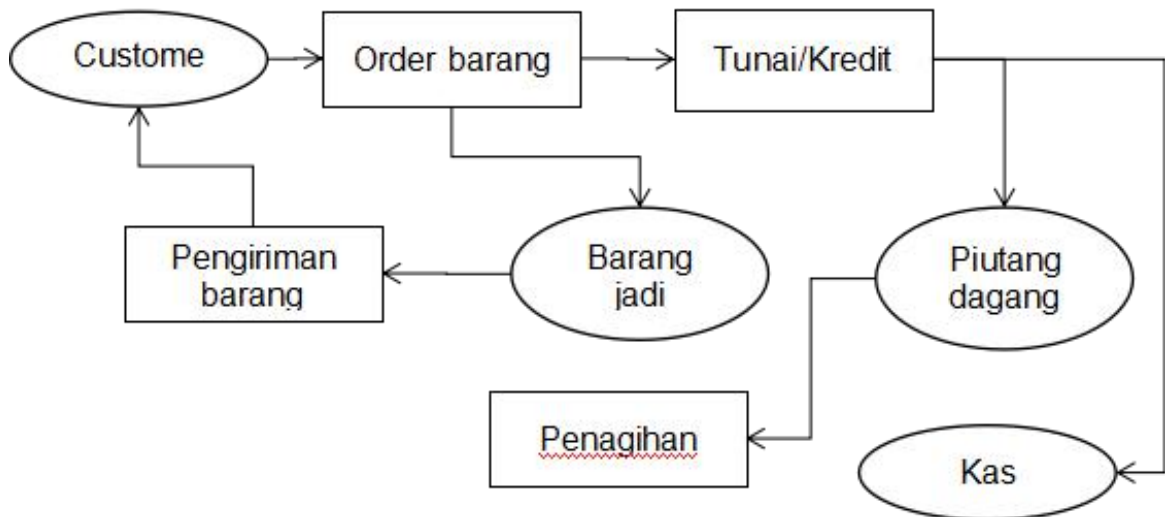 Custome
Order barang
Tunai/Kredit
Pengiriman
barang
Barang
jadi
Piutang
dagang
Penagihan
Kas